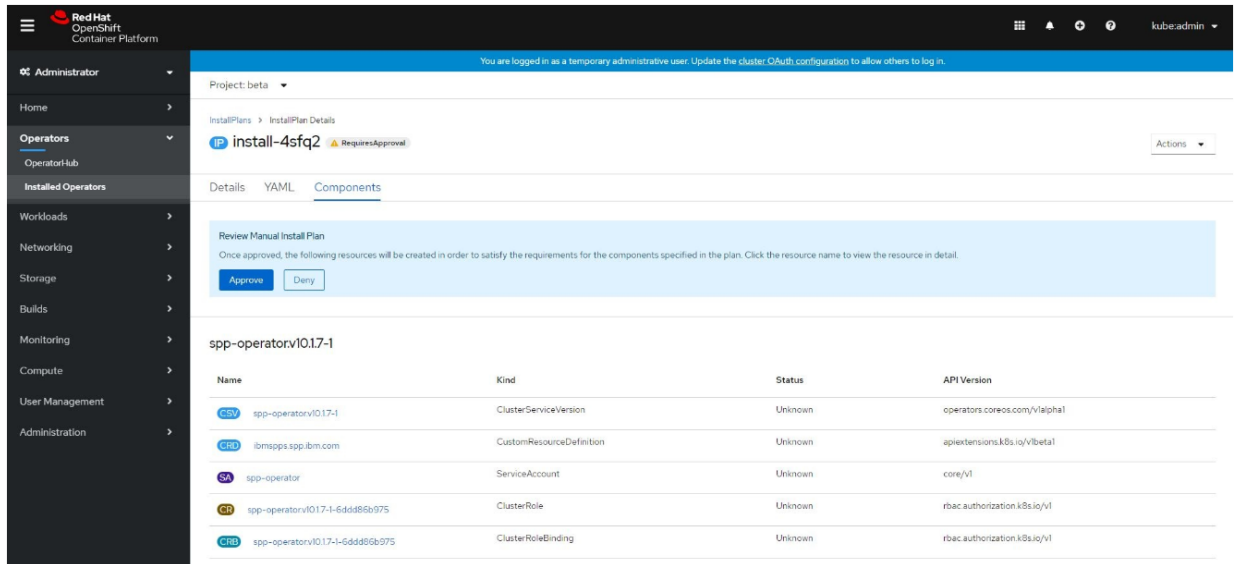 Red Hat
OpenShift
Container Platform
kube:admin
Administrator
You are logged in as a temporary administrative user. Update the cluster OAuth configuration to allow others to log in.
Project: beta
Home
Operators
OperatorHub
Installed Operators
Workloads
Networking
Storage
Builds
Monitoring
Compute
User Management
Administration
InstallPlans > InstallPlan Details
IP install-4sfq2 RequiresApproval
Actions
Details YAML Components
Review Manual Install Plan
Once approved, the following resources will be created in order to satisfy the requirements for the components specified in the plan. Click the resource name to view the resource in detail.
Approve Deny
spp-operator.v10.1.7-1
Name Kind Status API Version
CSV spp-operator.v10.1.7-1 ClusterServiceVersion Unknown operators.coreos.com/v1alpha1
CRD ibmspps.spp.ibm.com CustomResourceDefinition Unknown apiextensions.k8s.io/v1beta1
SA spp-operator ServiceAccount Unknown core/v1
CR spp-operator.v10.1.7-1-6ddd86b975 ClusterRole Unknown rbac.authorization.k8s.io/v1
CRB spp-operator.v10.1.7-1-6ddd86b975 ClusterRoleBinding Unknown rbac.authorization.k8s.io/v1